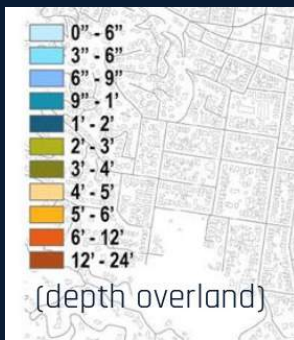 0" - 6"
3" - 6"
6" - 9"
9" - 1'
1' - 2'
2' - 3'
3' - 4'
4' - 5'
5' - 6'
6' - 12'
12' - 24'
(depth overland)